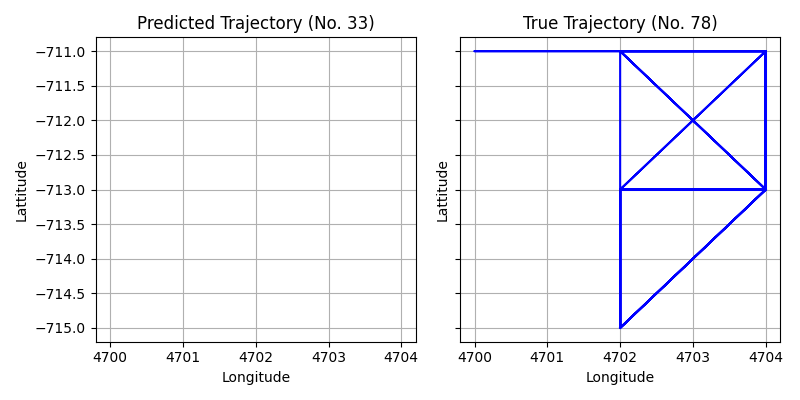 Predicted Trajectory (No. 33)
−711.0
−711.5
−712.0
−712.5
−713.0
−713.5
−714.0
−714.5
−715.0
Lattitude
4700 4701 4702 4703 4704
Longitude
True Trajectory (No. 78)
Lattitude
4700 4701 4702 4703 4704
Longitude